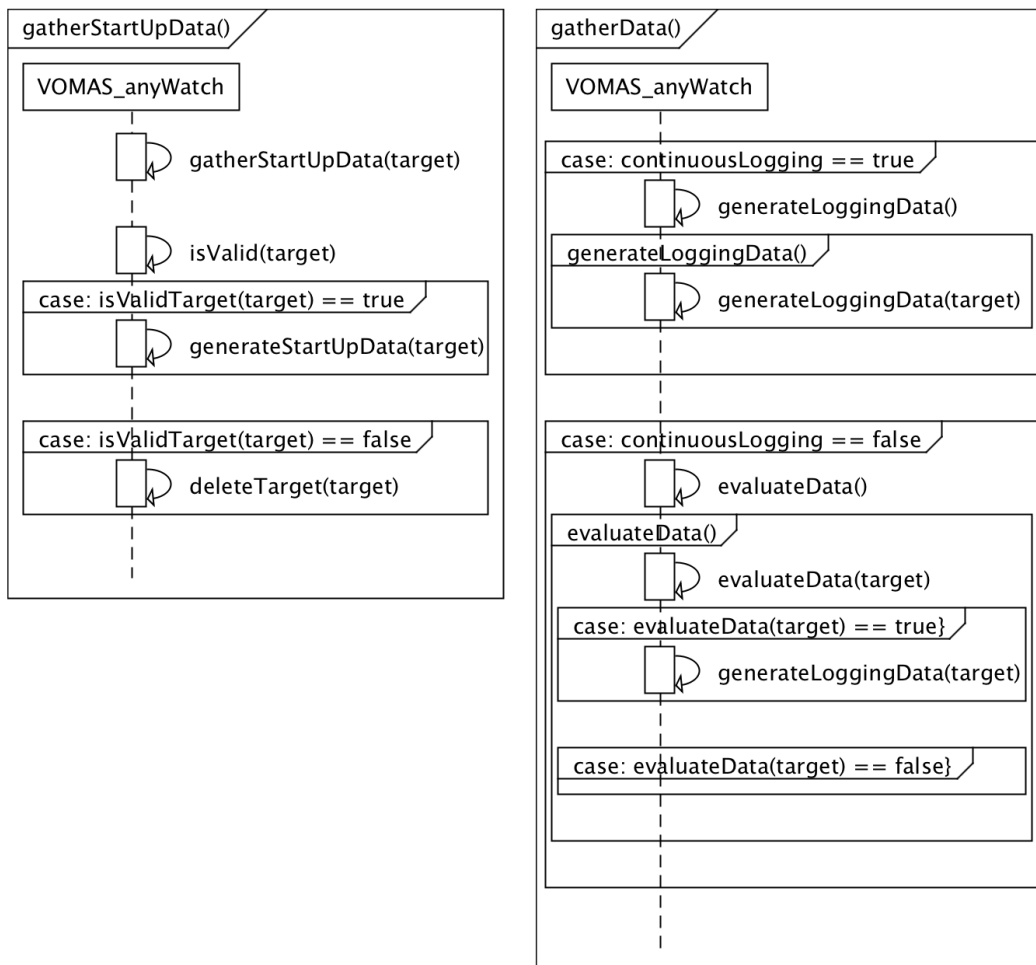 gatherStartUpData()
VOMAS_anyWatch
gatherStartUpData(target)
isValid(target)
case: isValidTarget(target) == true
generateStartUpData(target)
case: isValidTarget(target) == false
deleteTarget(target)
gatherData()
VOMAS_anyWatch
case: continuousLogging == true
generateLoggingData()
generateLoggingData()
generateLoggingData(target)
case: continuousLogging == false
evaluateData()
evaluateData()
evaluateData(target)
case: evaluateData(target) == true}
generateLoggingData(target)
case: evaluateData(target) == false}